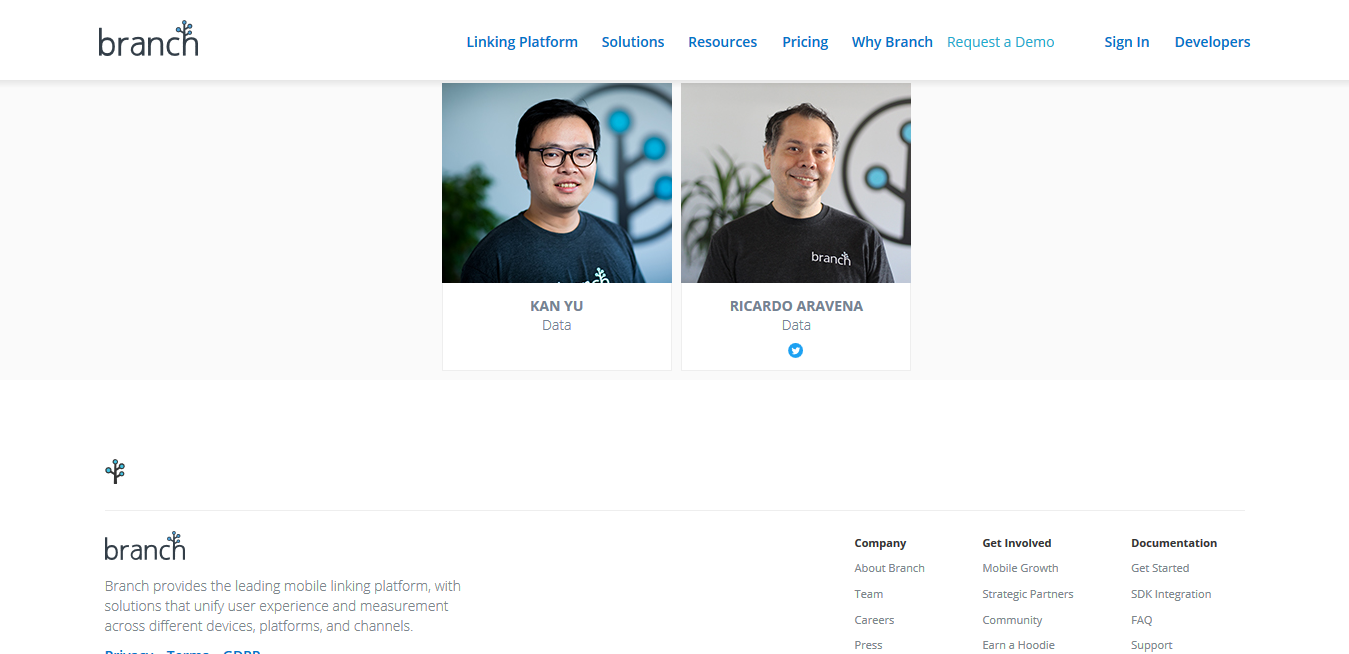 branch
Linking Platform Solutions Resources Pricing Why Branch Request a Demo Sign In Developers
branch
KAN YU
Data
RICARDO ARAVENA
Data
branch
Branch provides the leading mobile linking platform, with
solutions that unify user experience and measurement
across different devices, platforms, and channels.
Privacy Terms GDPR
Company
About Branch
Team
Careers
Press
Get Involved
Mobile Growth
Strategic Partners
Community
Earn a Hoodie
Documentation
Get Started
SDK Integration
FAQ
Support